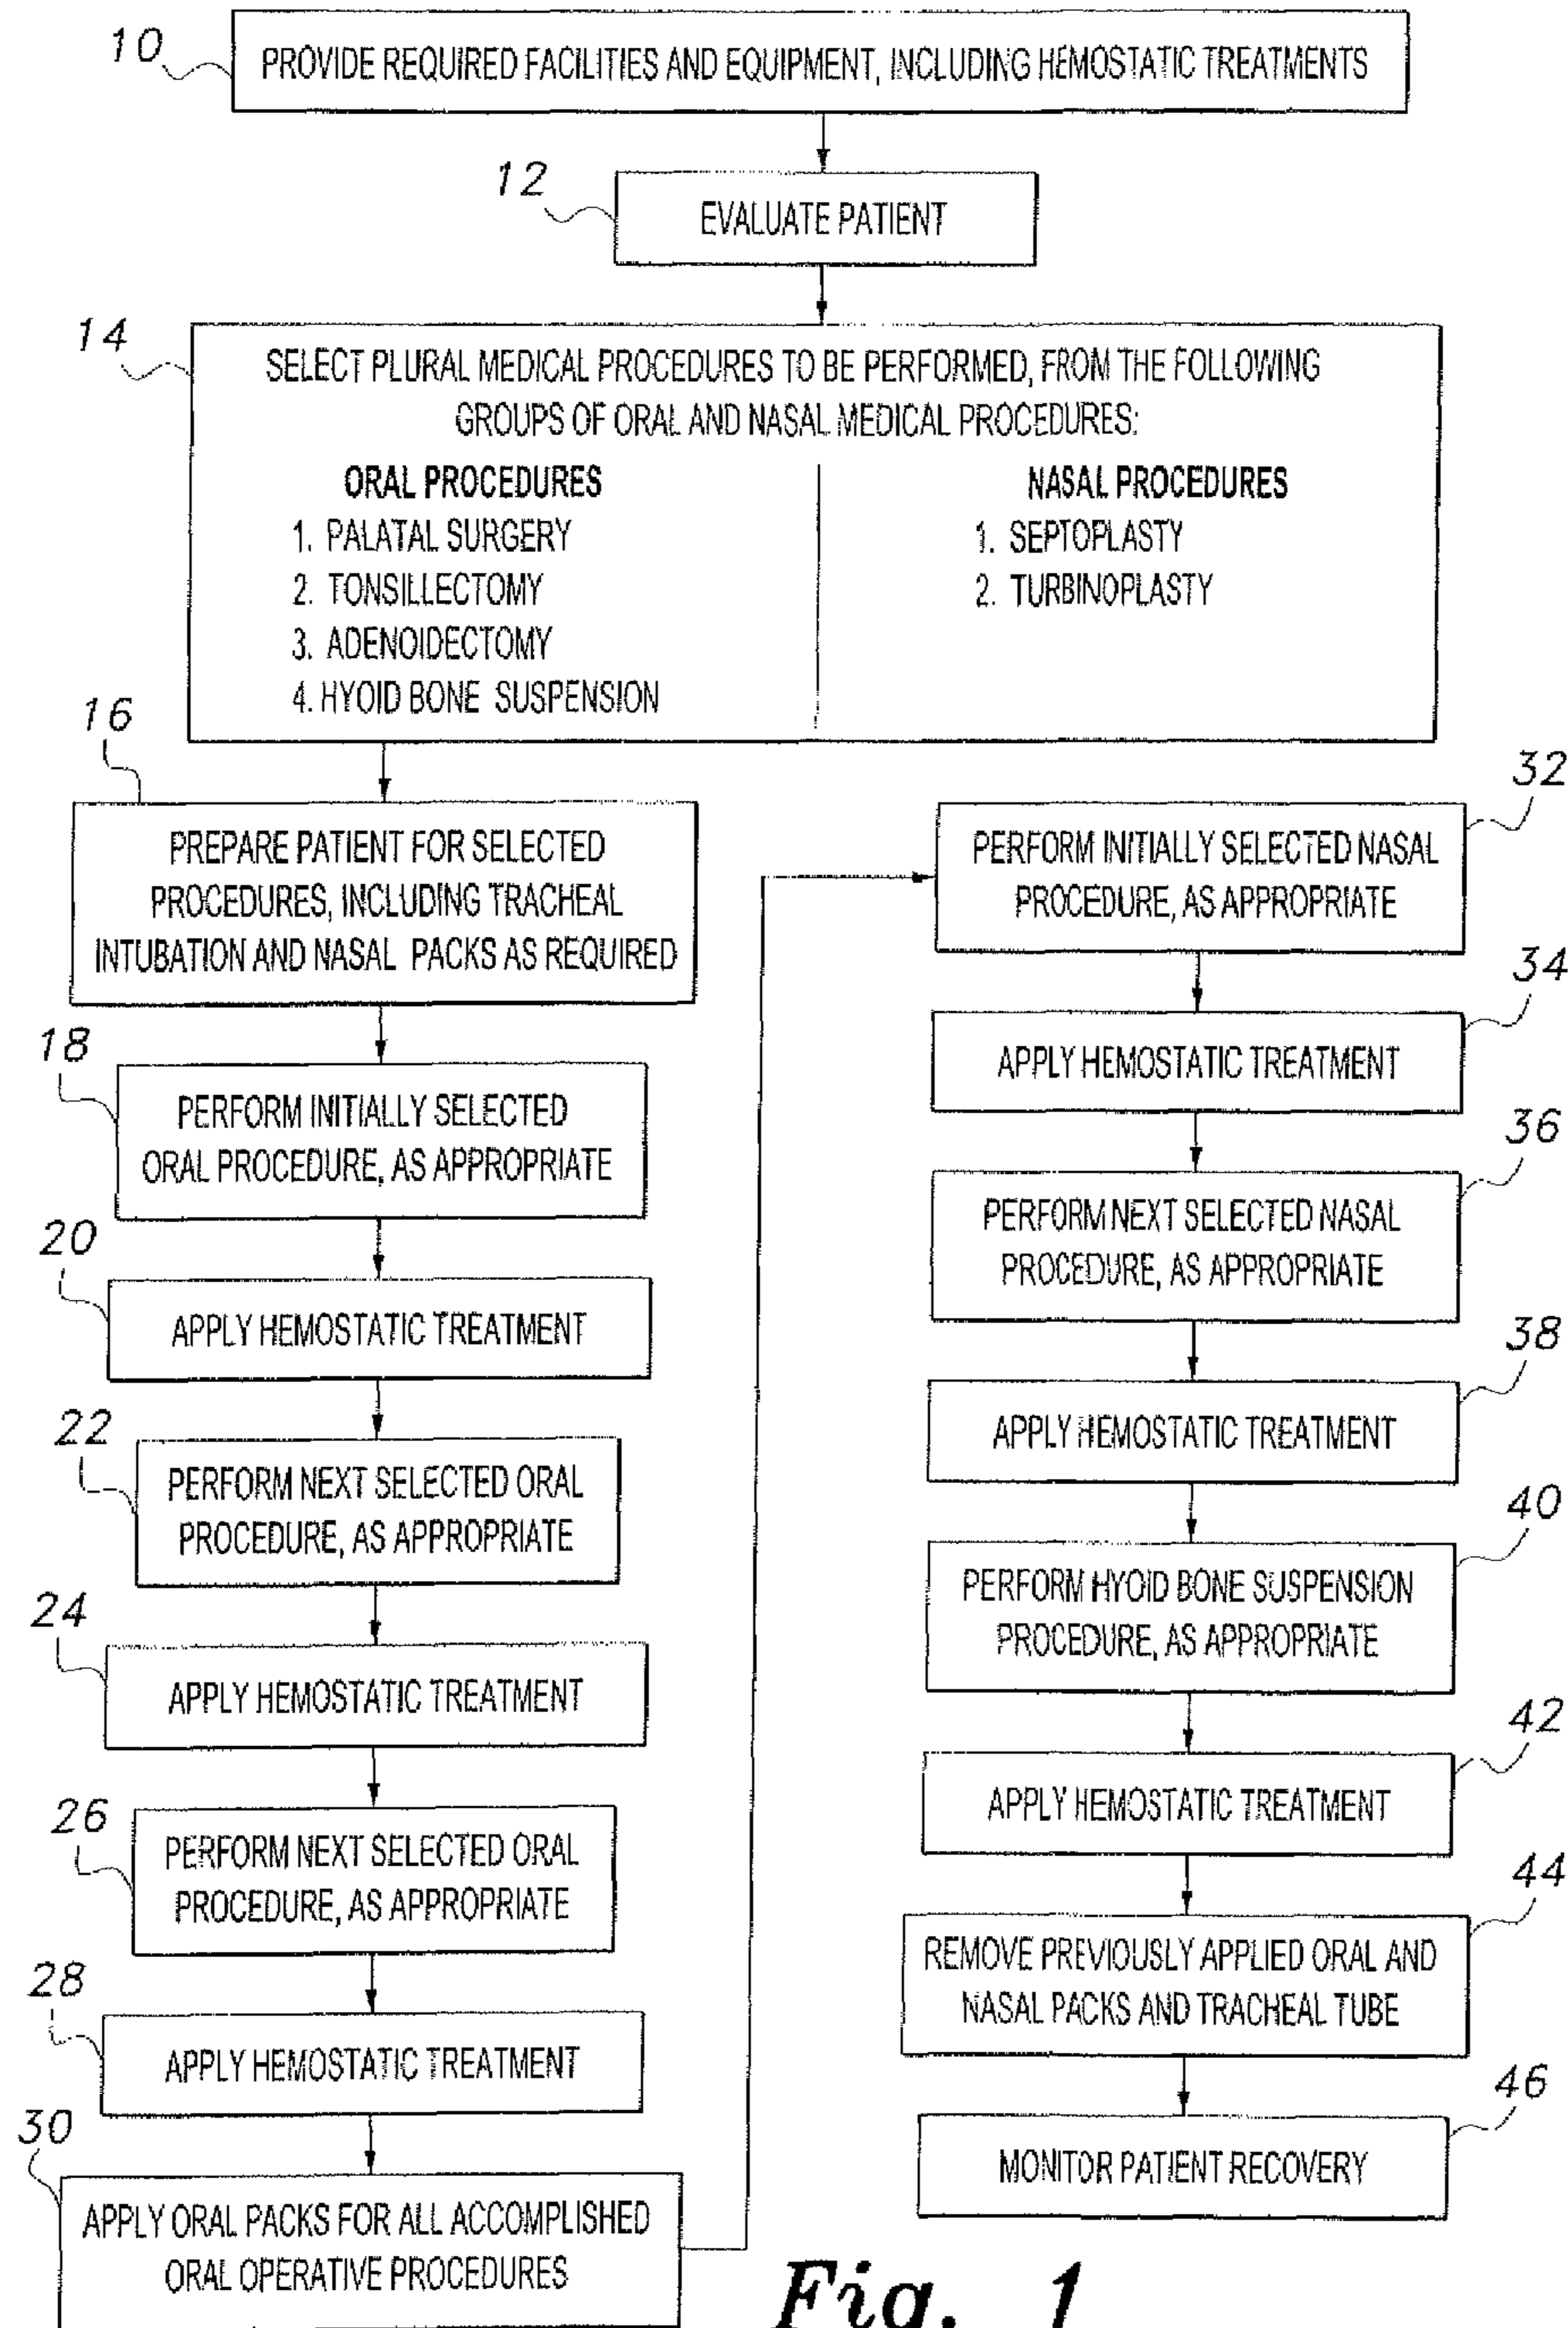 10
PROVIDE REQUIRED FACILITIES AND EQUIPMENT, INCLUDING HEMOSTATIC TREATMENTS
12
EVALUATE PATIENT
14
SELECT PLURAL MEDICAL PROCEDURES TO BE PERFORMED, FROM THE FOLLOWING
GROUPS OF ORAL AND NASAL MEDICAL PROCEDURES:
ORAL PROCEDURES
1. PALATAL SURGERY
2. TONSILLECTOMY
3. ADENOIDECTOMY
4. HYOID BONE SUSPENSION
NASAL PROCEDURES
1. SEPTOPLASTY
2. TURBINOPLASTY
16
PREPARE PATIENT FOR SELECTED
PROCEDURES, INCLUDING TRACHEAL
INTUBATION AND NASAL PACKS AS REQUIRED
18
PERFORM INITIALLY SELECTED
ORAL PROCEDURE, AS APPROPRIATE
20
APPLY HEMOSTATIC TREATMENT
22
PERFORM NEXT SELECTED ORAL
PROCEDURE, AS APPROPRIATE
24
APPLY HEMOSTATIC TREATMENT
26
PERFORM NEXT SELECTED ORAL
PROCEDURE, AS APPROPRIATE
28
APPLY HEMOSTATIC TREATMENT
30
APPLY ORAL PACKS FOR ALL ACCOMPLISHED
ORAL OPERATIVE PROCEDURES
32
PERFORM INITIALLY SELECTED NASAL
PROCEDURE, AS APPROPRIATE
34
APPLY HEMOSTATIC TREATMENT
36
PERFORM NEXT SELECTED NASAL
PROCEDURE, AS APPROPRIATE
38
APPLY HEMOSTATIC TREATMENT
40
PERFORM HYOID BONE SUSPENSION
PROCEDURE, AS APPROPRIATE
42
APPLY HEMOSTATIC TREATMENT
44
REMOVE PREVIOUSLY APPLIED ORAL AND
NASAL PACKS AND TRACHEAL TUBE
46
MONITOR PATIENT RECOVERY
Fig. 1